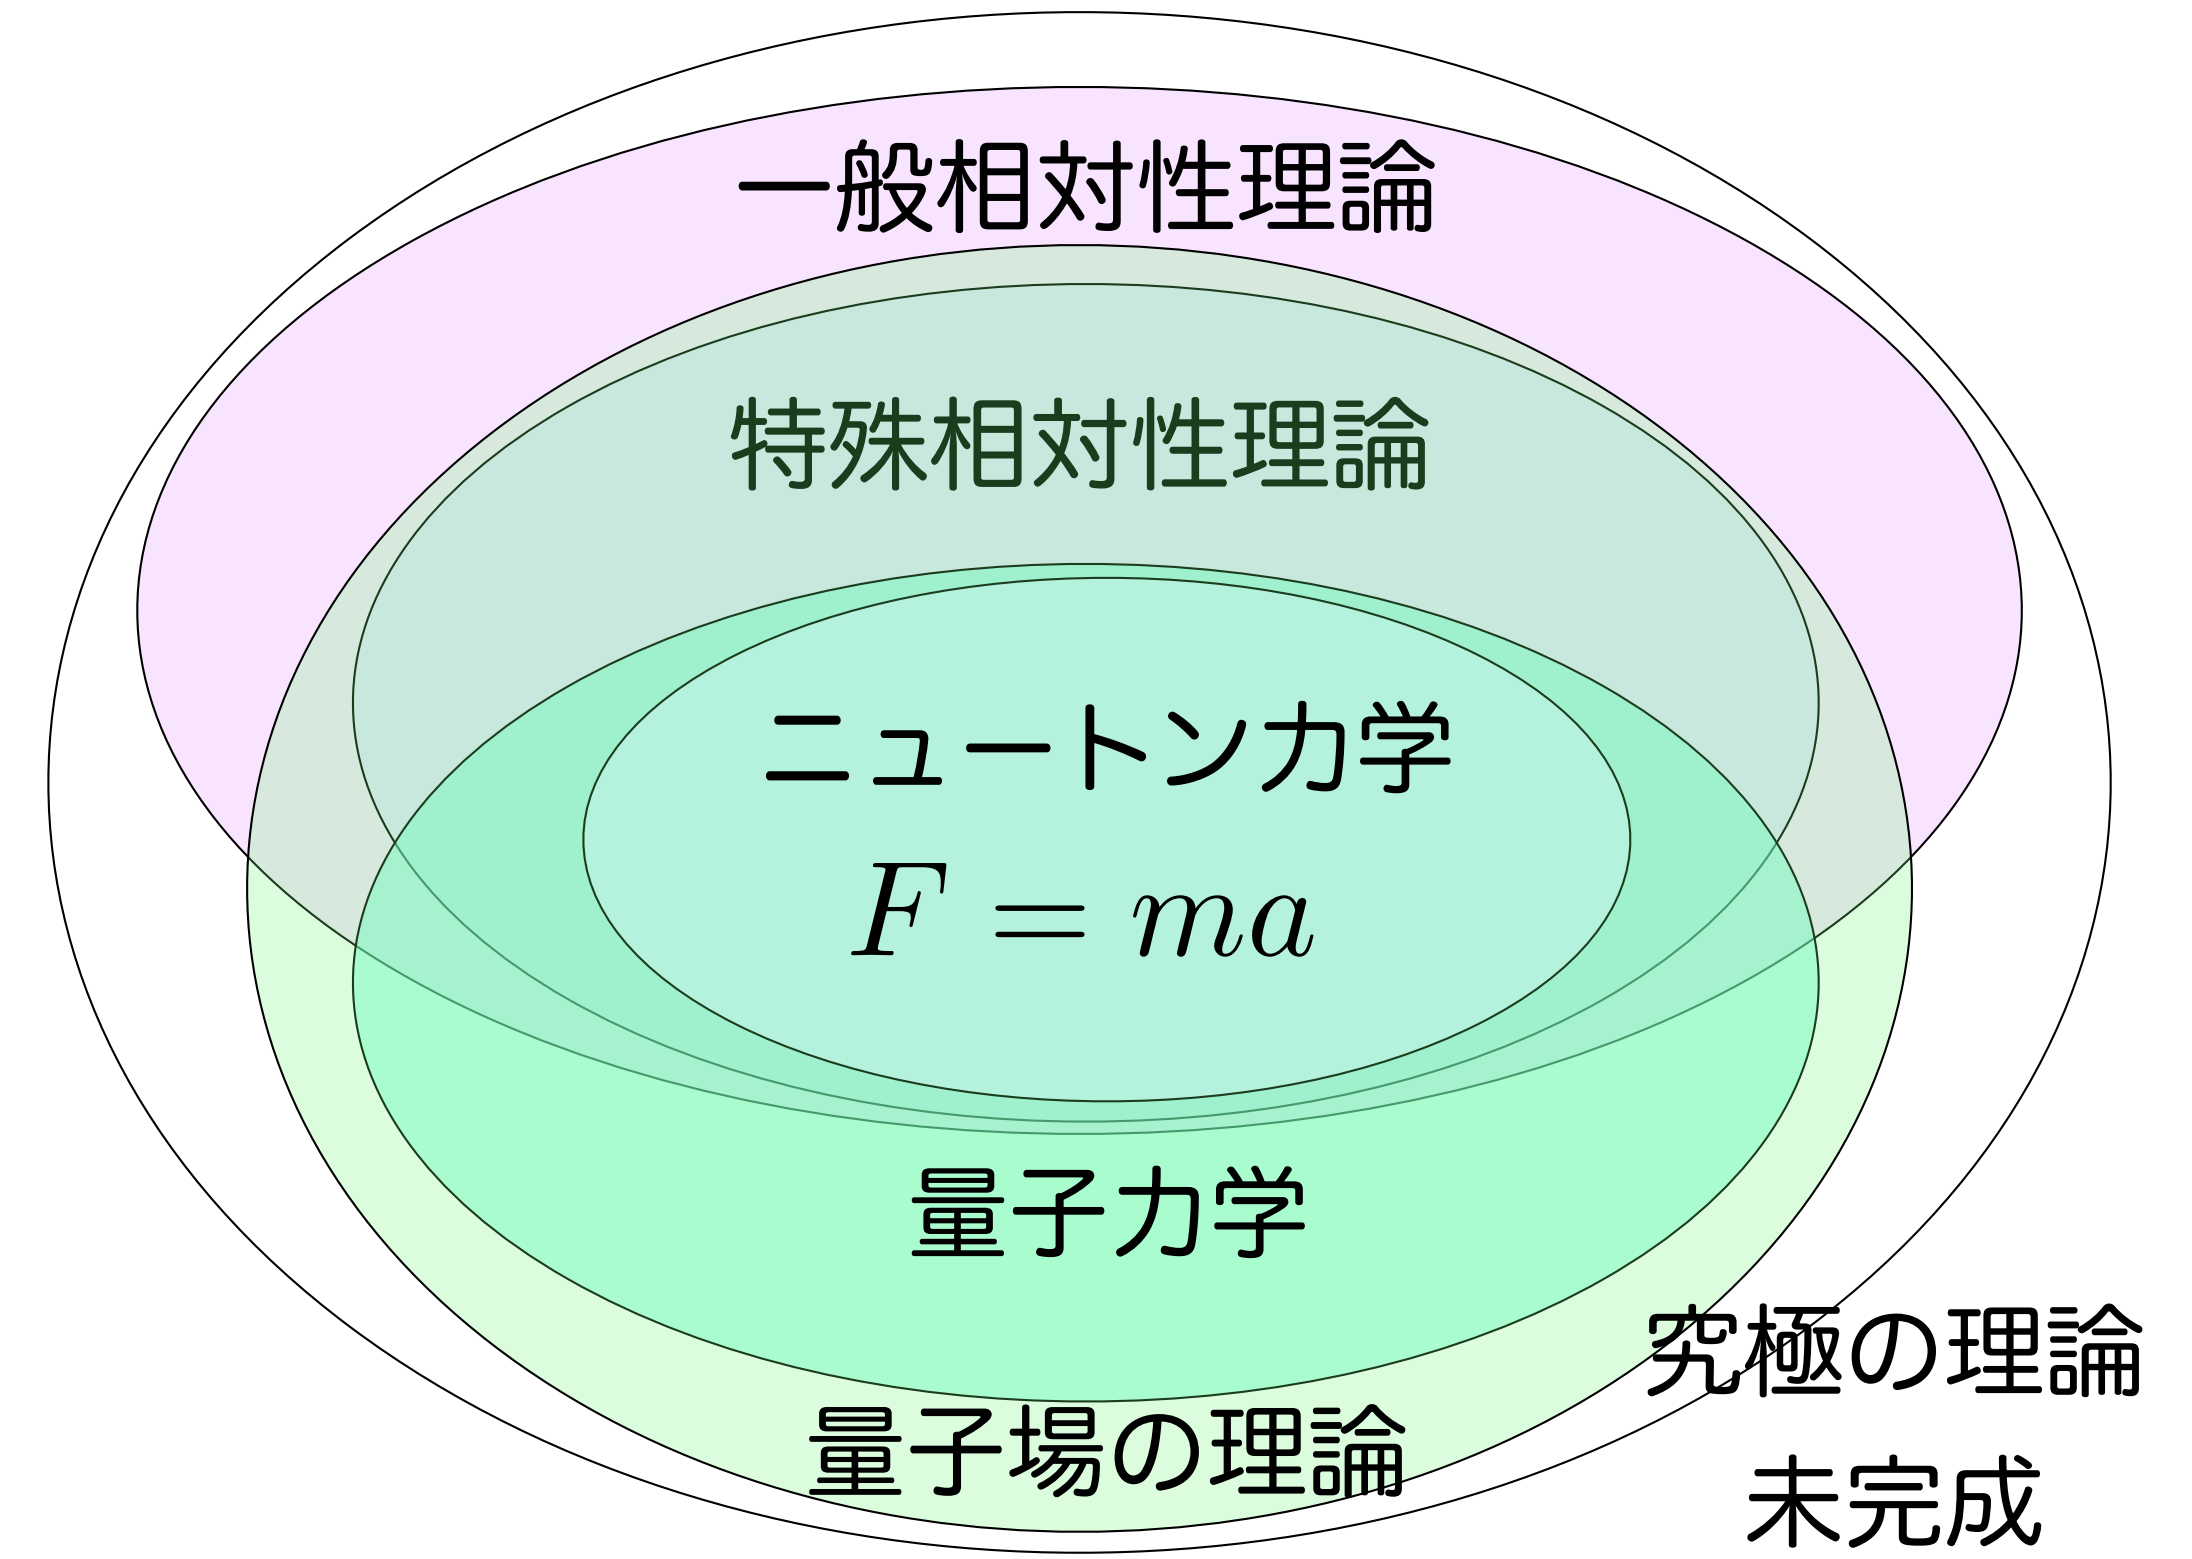 一般相対性理論
特殊相対性理論
ニュートン力学
F = ma
量子力学
量子場の理論
究極の理論
未完成